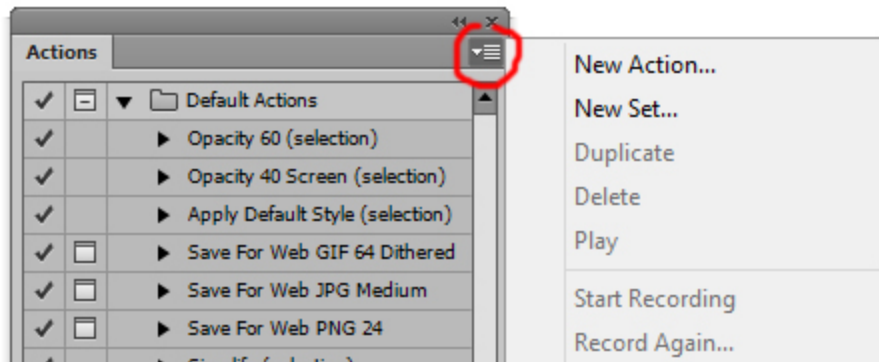 Actions
Default Actions
Opacity 60 (selection)
Opacity 40 Screen (selection)
Apply Default Style (selection)
Save For Web GIF 64 Dithered
Save For Web JPG Medium
Save For Web PNG 24
New Action...
New Set...
Duplicate
Delete
Play
Start Recording
Record Again...